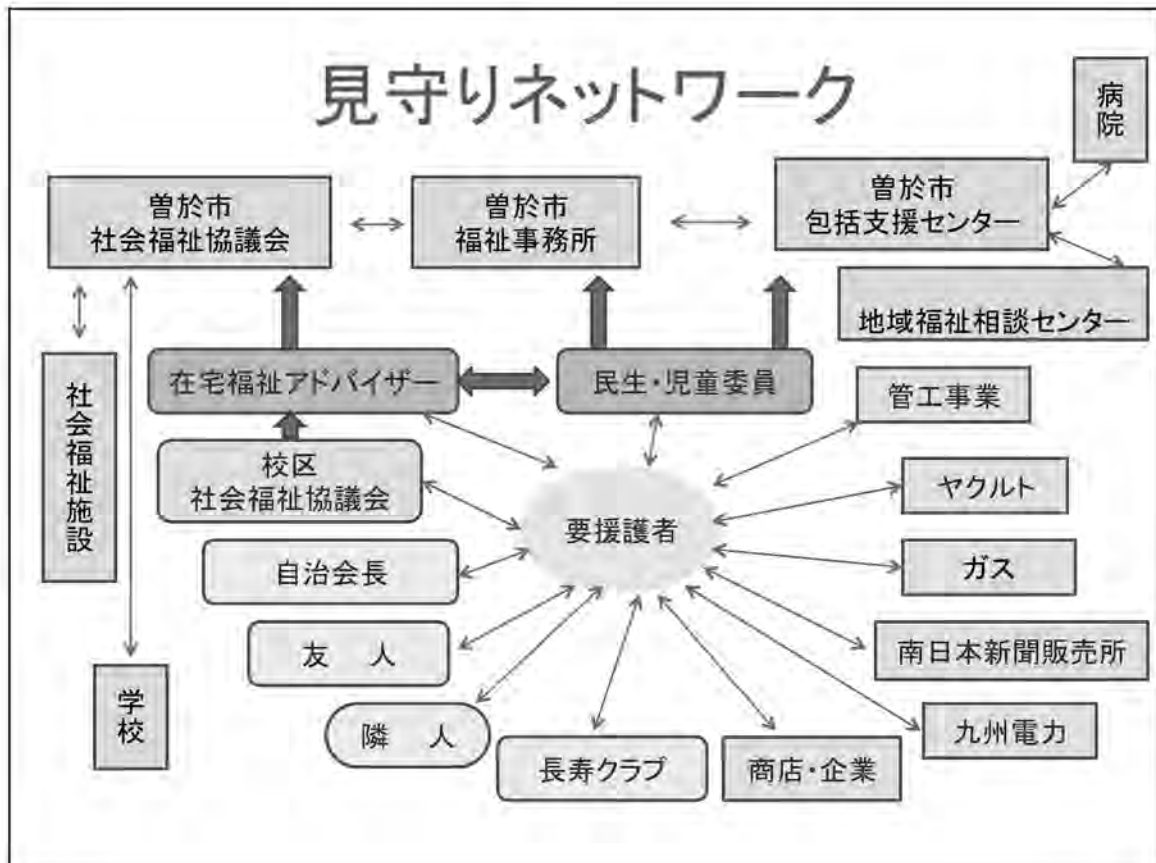 見守りネットワーク
病院
曽於市
社会福祉協議会
曽於市
福祉事務所
曽於市
包括支援センター
地域福祉相談センター
在宅福祉アドバイザー
民生・児童委員
管工事業
社会福祉施設
校区
社会福祉協議会
ヤクルト
要援護者
自治会長
ガス
友 人
南日本新聞販売所
学校
隣 人
九州電力
長寿クラブ
商店・企業